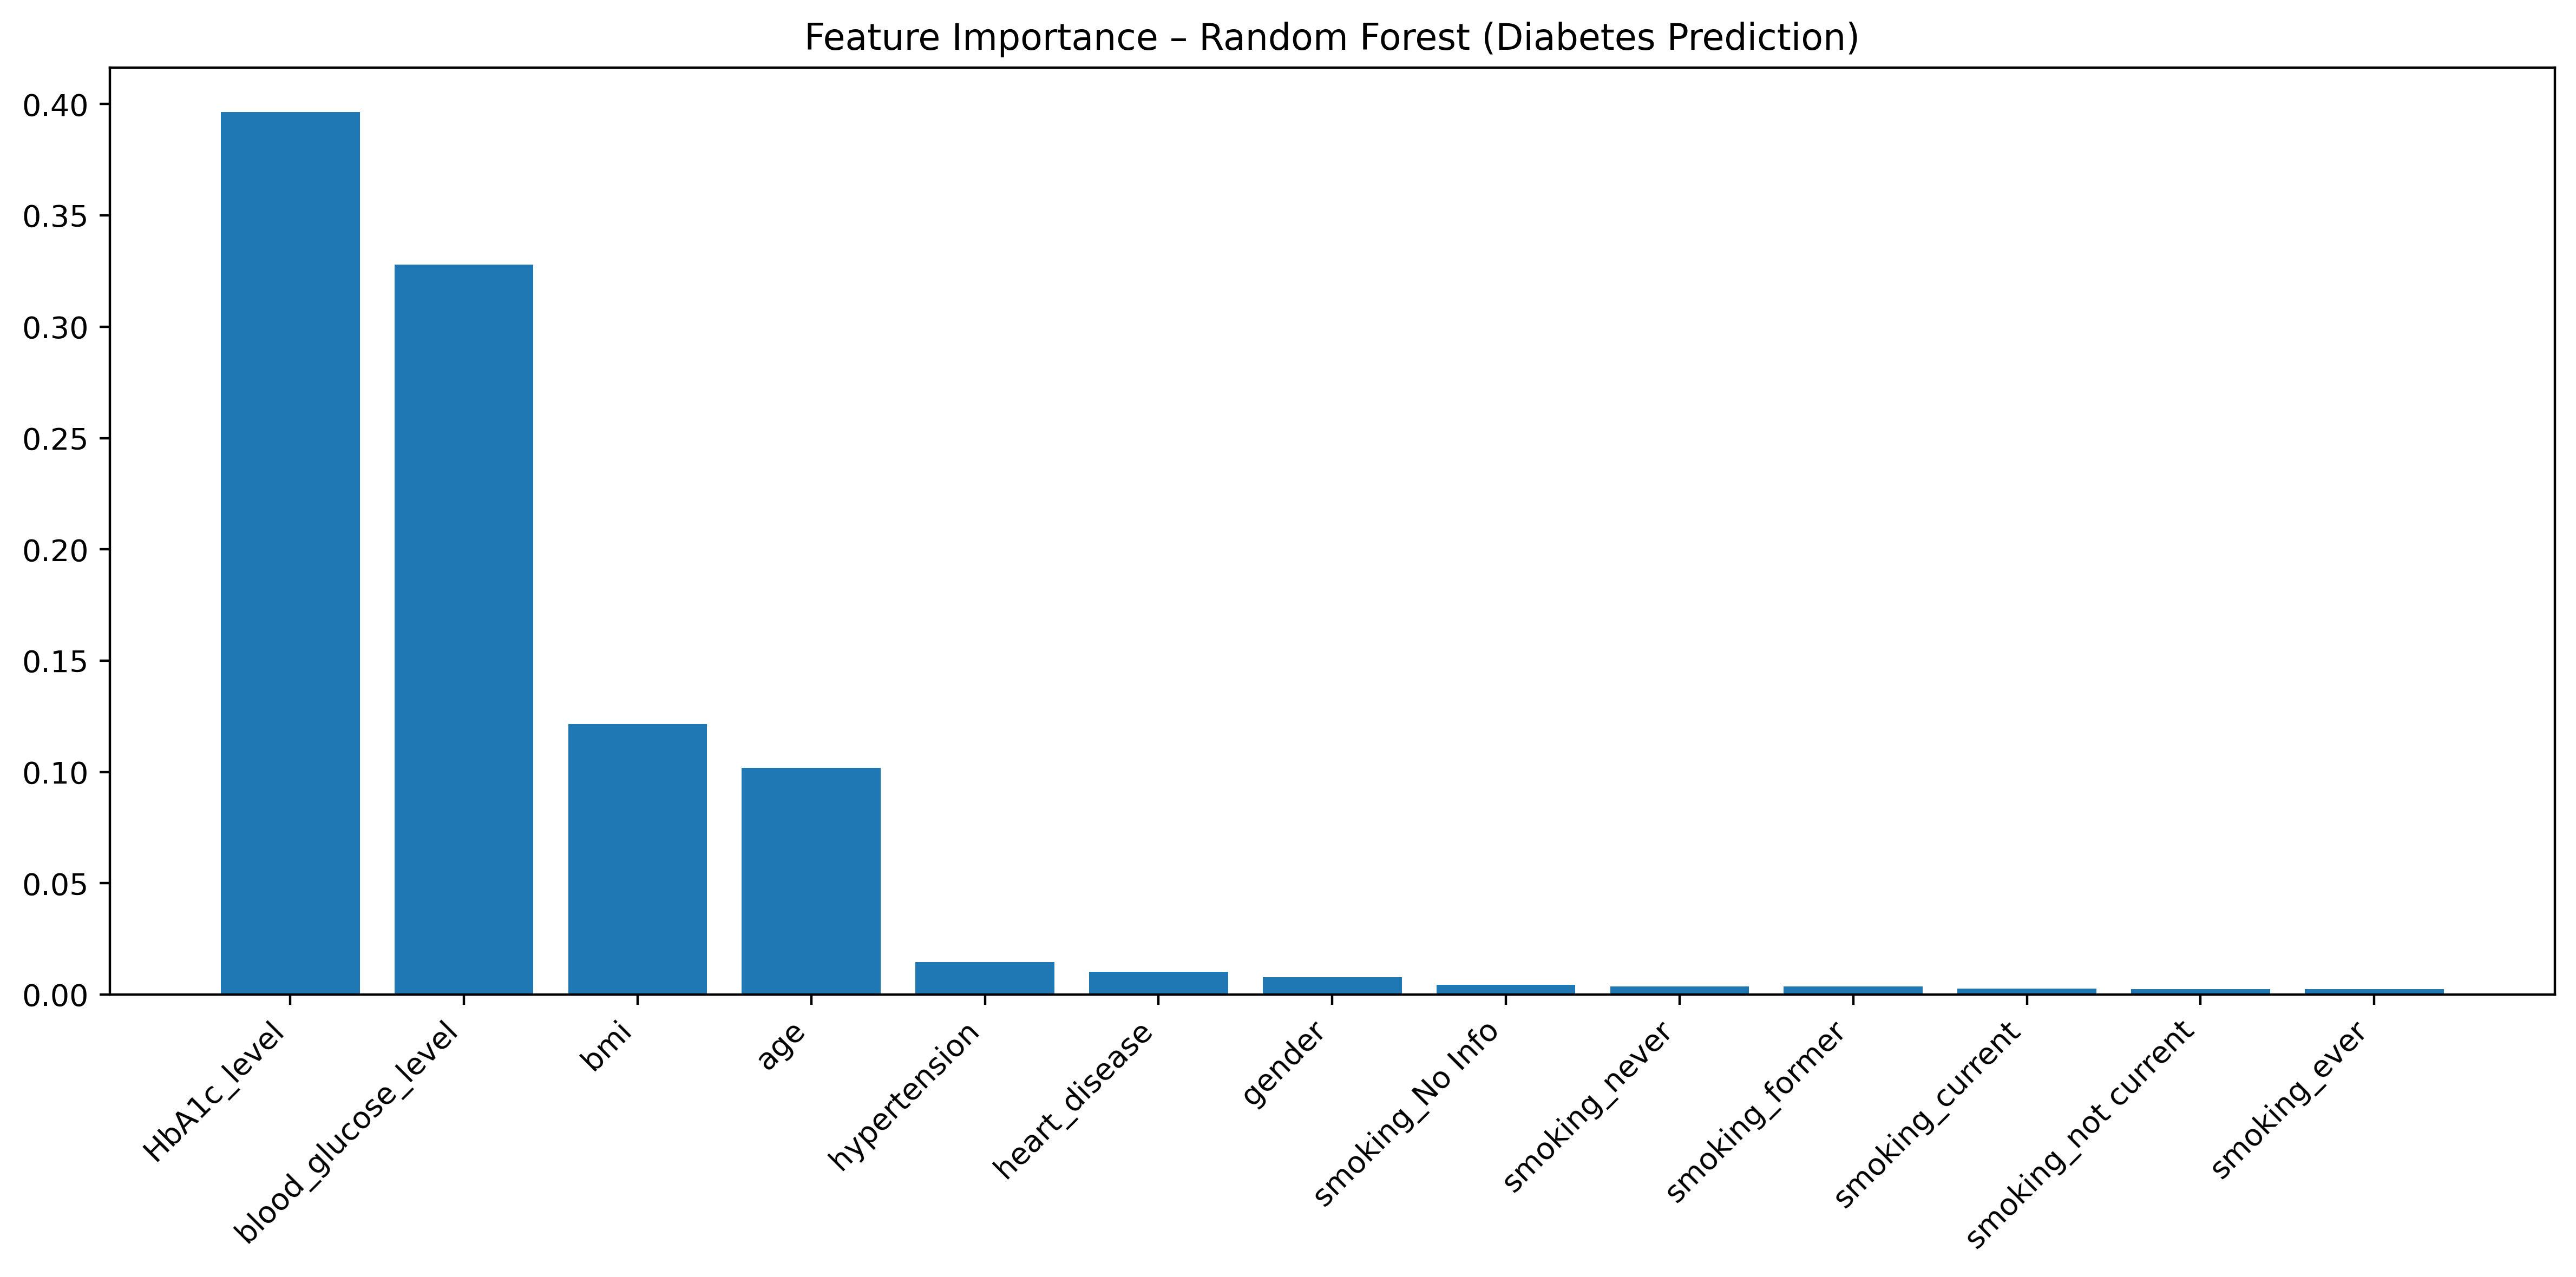 Feature Importance – Random Forest (Diabetes Prediction)
0.40
0.35
0.30
0.25
0.20
0.15
0.10
0.05
0.00
HbA1c_level
blood_glucose_level
bmi
age
hypertension
heart_disease
gender
smoking_No Info
smoking_never
smoking_former
smoking_current
smoking_not current
smoking_ever